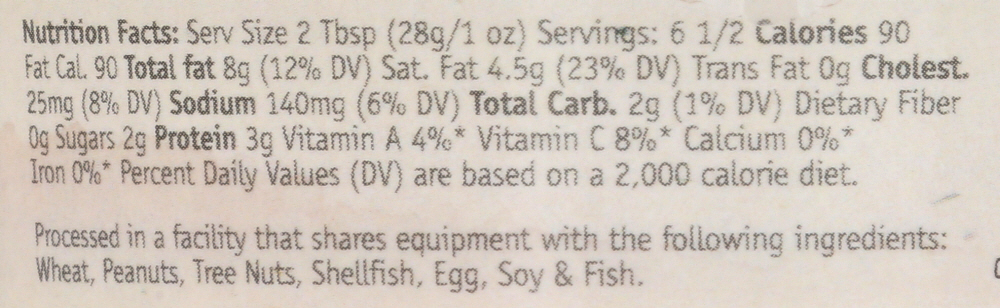 Nutrition Facts: Serv Size 2 Tbsp (28g/1 oz) Servings: 6 1/2 Calories 90
Fat Cal. 90 Total fat 8g (12% DV) Sat. Fat 4.5g (23% DV) Trans Fat 0g Cholest.
25mg (8% DV) Sodium 140mg (6% DV) Total Carb. 2g (1% DV) Dietary Fiber
0g Sugars 2g Protein 3g Vitamin A 4%* Vitamin C 8%* Calcium 0%*
Iron 0%* Percent Daily Values (DV) are based on a 2,000 calorie diet.
Processed in a facility that shares equipment with the following ingredients:
Wheat, Peanuts, Tree Nuts, Shellfish, Egg, Soy & Fish.